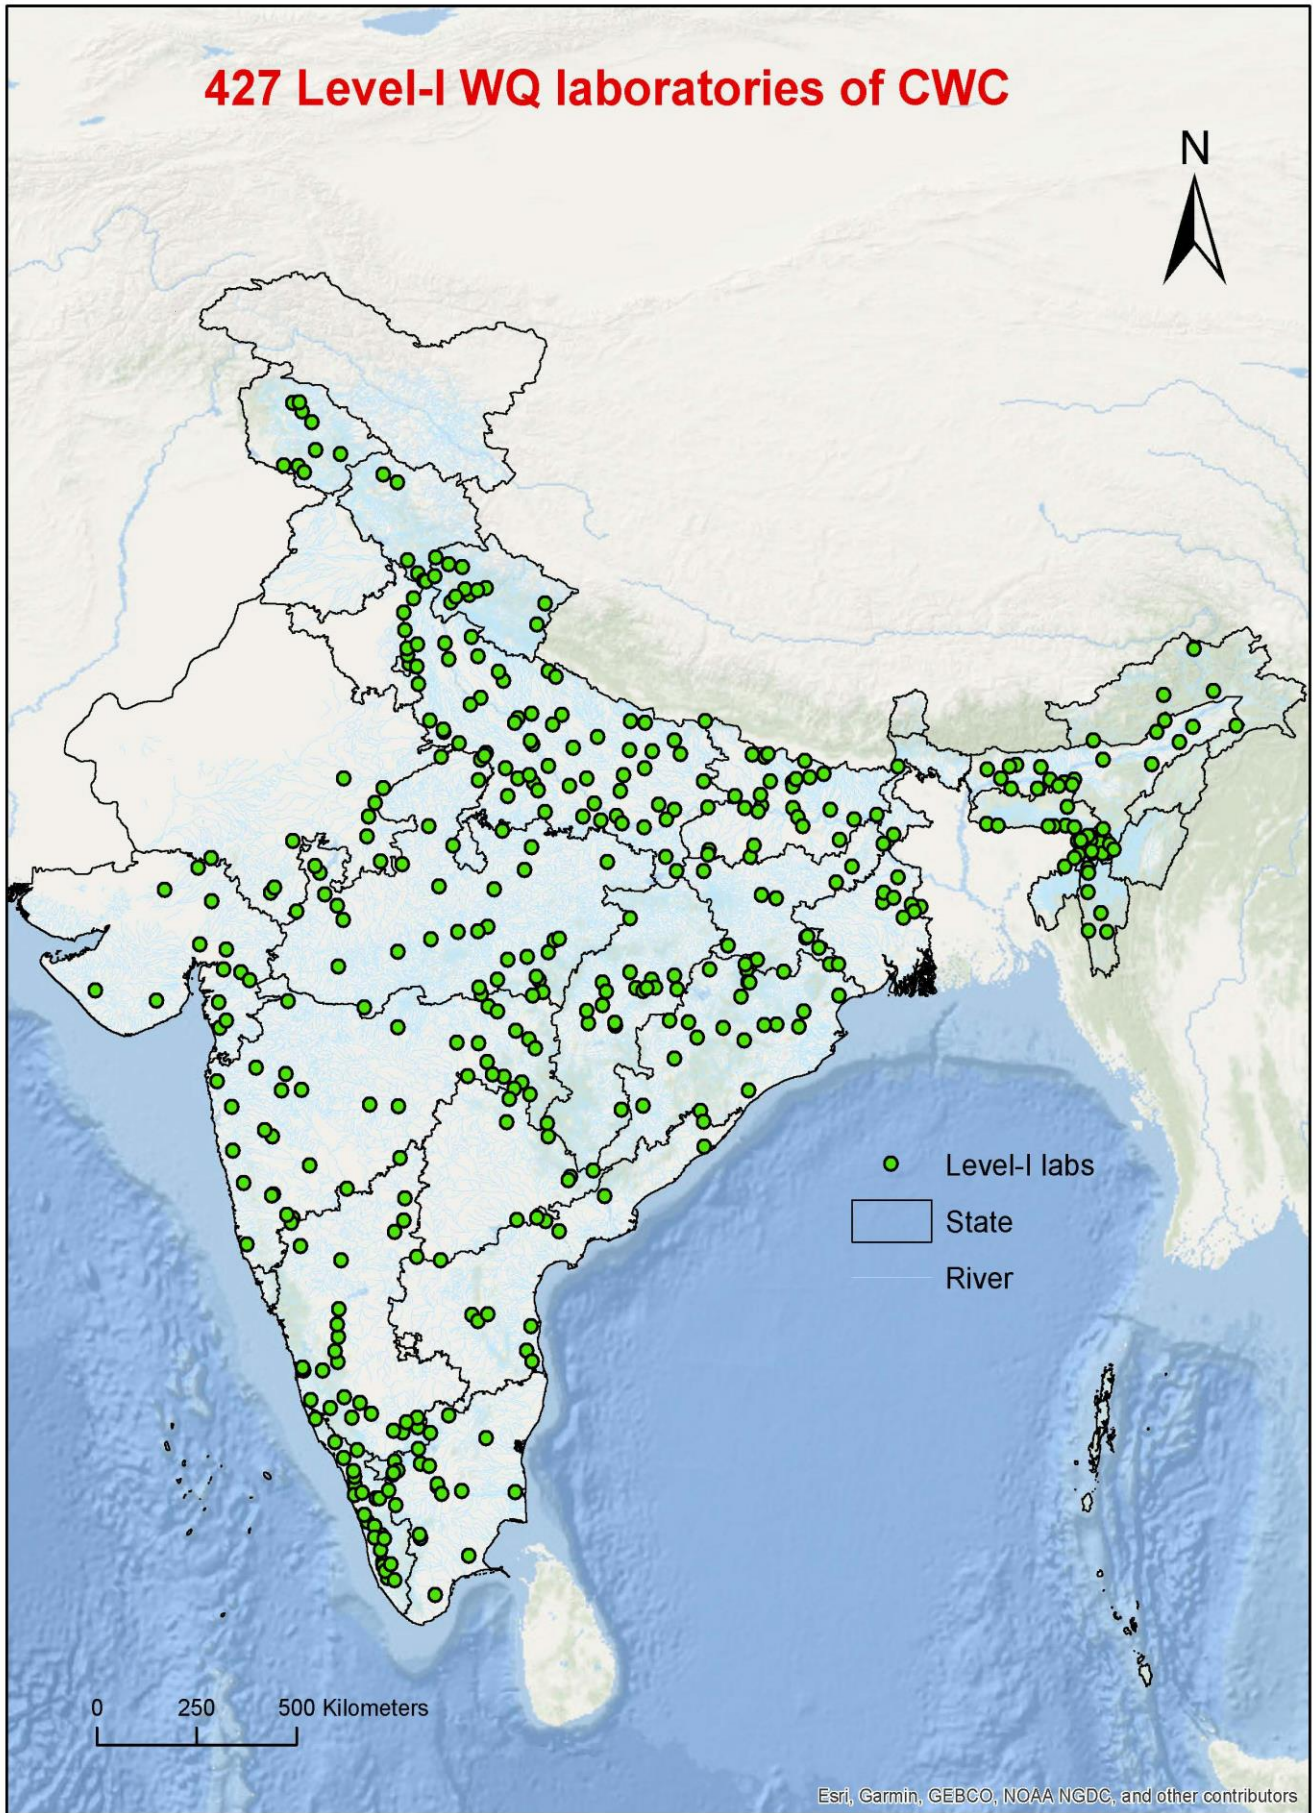 427 Level-I WQ laboratories of CWC
N
Level-I labs
State
River
0 250 500 Kilometers
Esri, Garmin, GEBCO, NOAA NGDC, and other contributors